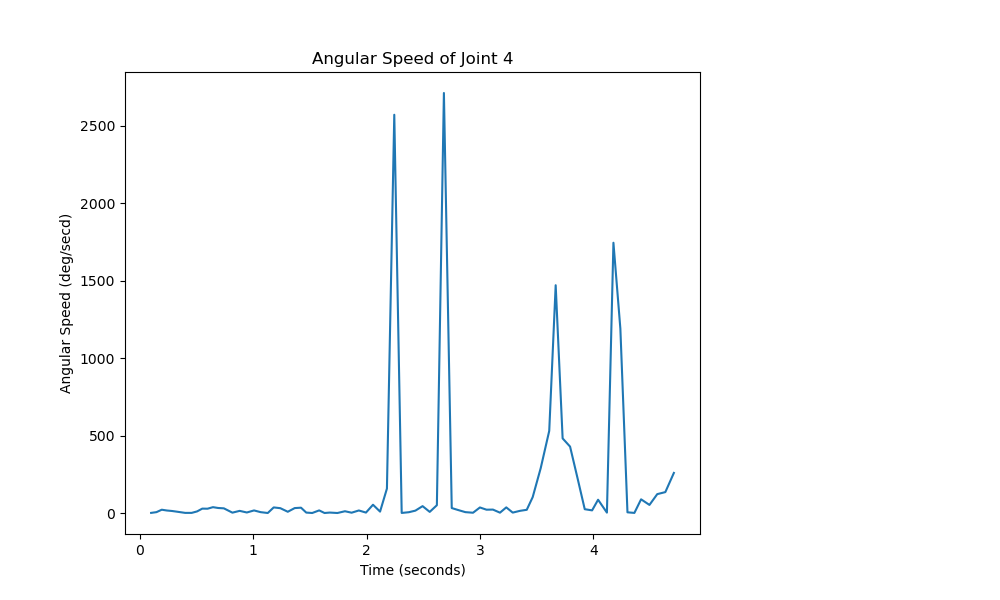 Angular Speed of Joint 4
2500
2000
1500
1000
500
0
Angular Speed (deg/secd)
0 1 2 3 4
Time (seconds)